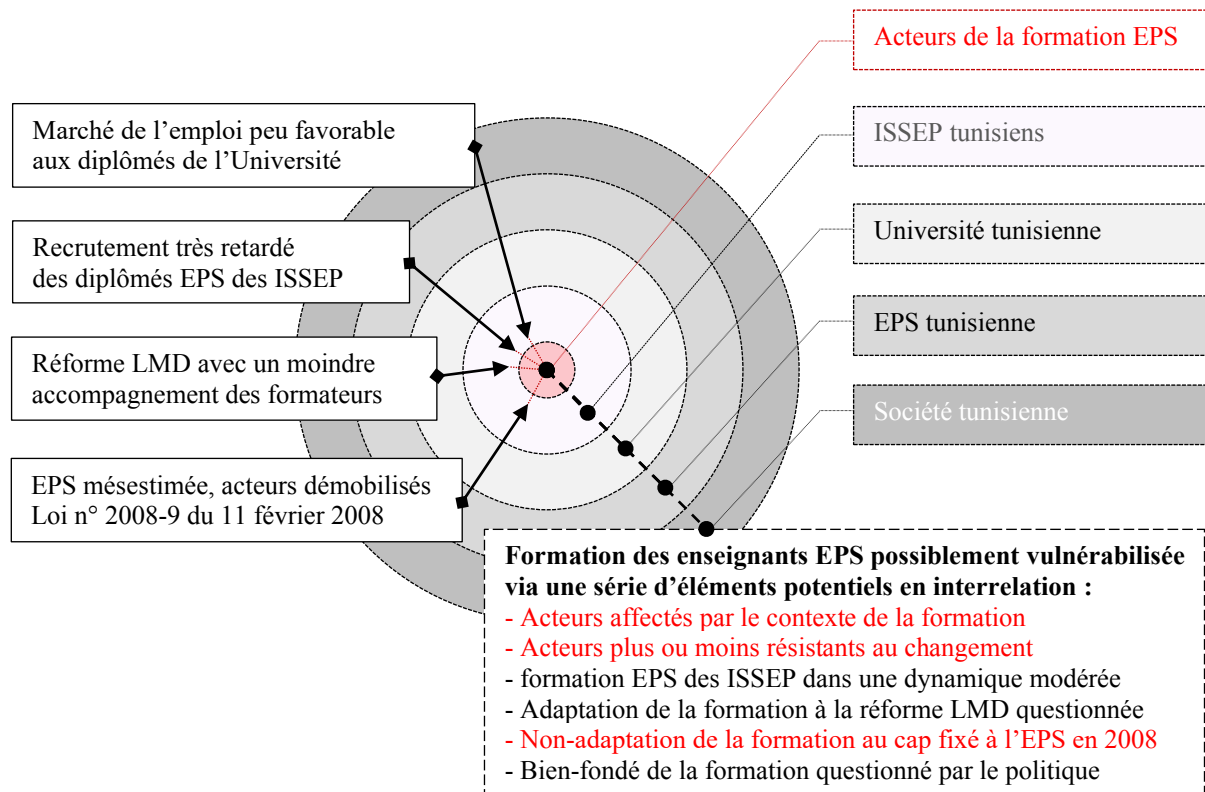 Acteurs de la formation EPS
ISSEP tunisiens
Université tunisienne
EPS tunisienne
Société tunisienne
Marché de l’emploi peu favorable
aux diplômés de l’Université
Recrutement très retardé
des diplômés EPS des ISSEP
Réforme LMD avec un moindre
accompagnement des formateurs
EPS mésestimée, acteurs démobilisés
Loi n° 2008-9 du 11 février 2008
Formation des enseignants EPS possiblement vulnérabilisée
via une série d’éléments potentiels en interrelation :
- Acteurs affectés par le contexte de la formation
- Acteurs plus ou moins résistants au changement
- formation EPS des ISSEP dans une dynamique modérée
- Adaptation de la formation à la réforme LMD questionnée
- Non-adaptation de la formation au cap fixé à l’EPS en 2008
- Bien-fondé de la formation questionné par le politique